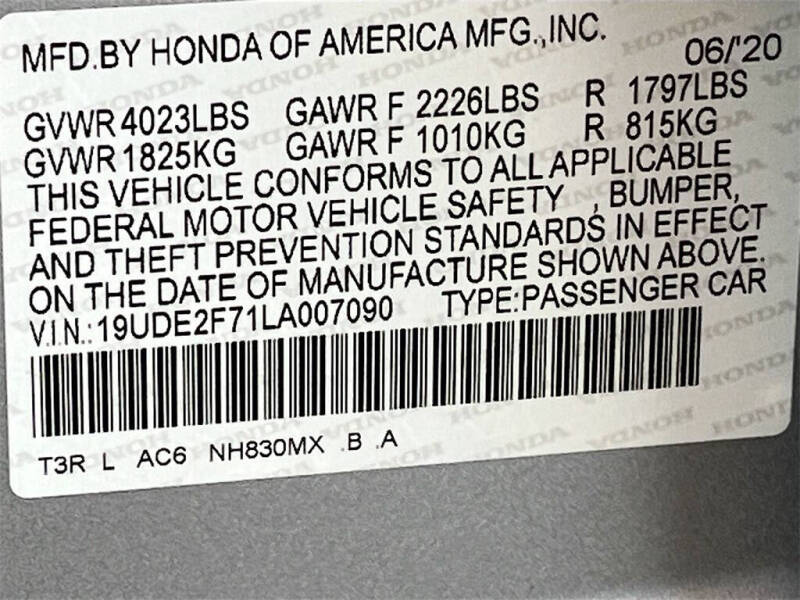 MFD.BY HONDA OF AMERICA MFG.,INC. 06/'20
GVWR 4023LBS GAWR F 2226LBS R 1797LBS
GVWR 1825KG GAWR F 1010KG R 815KG
THIS VEHICLE CONFORMS TO ALL APPLICABLE
FEDERAL MOTOR VEHICLE SAFETY , BUMPER,
AND THEFT PREVENTION STANDARDS IN EFFECT
ON THE DATE OF MANUFACTURE SHOWN ABOVE.
V.I.N.:19UDE2F71LA007090 TYPE:PASSENGER CAR
T3R L AC6 NH830MX .B .A